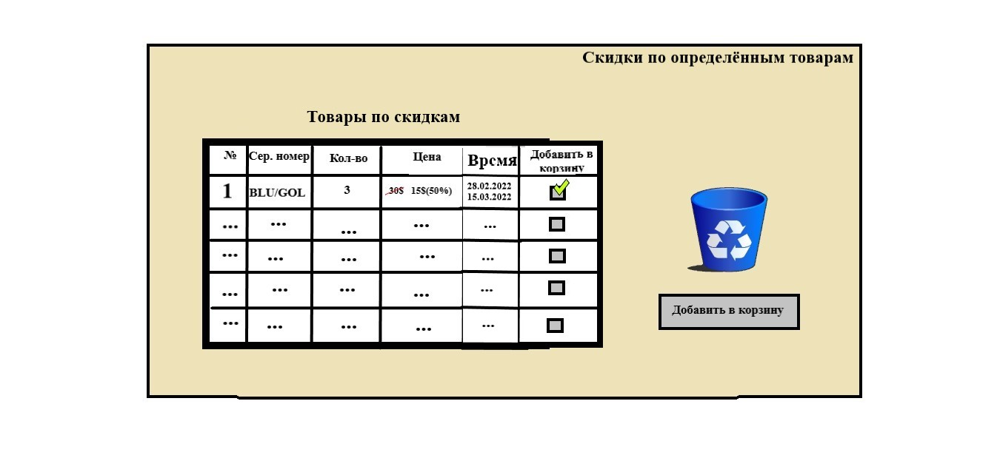 Скидки по определённым товарам
Товары по скидкам
№ Сер. номер Кол-во Цена Время Добавить в
корзину
1 BLU/GOL 3 30$ 15$(50%) 28.02.2022
15.03.2022
... ... ... ... ...
... ... ... ... ...
... ... ... ... ...
... ... ... ... ...
Добавить в корзину